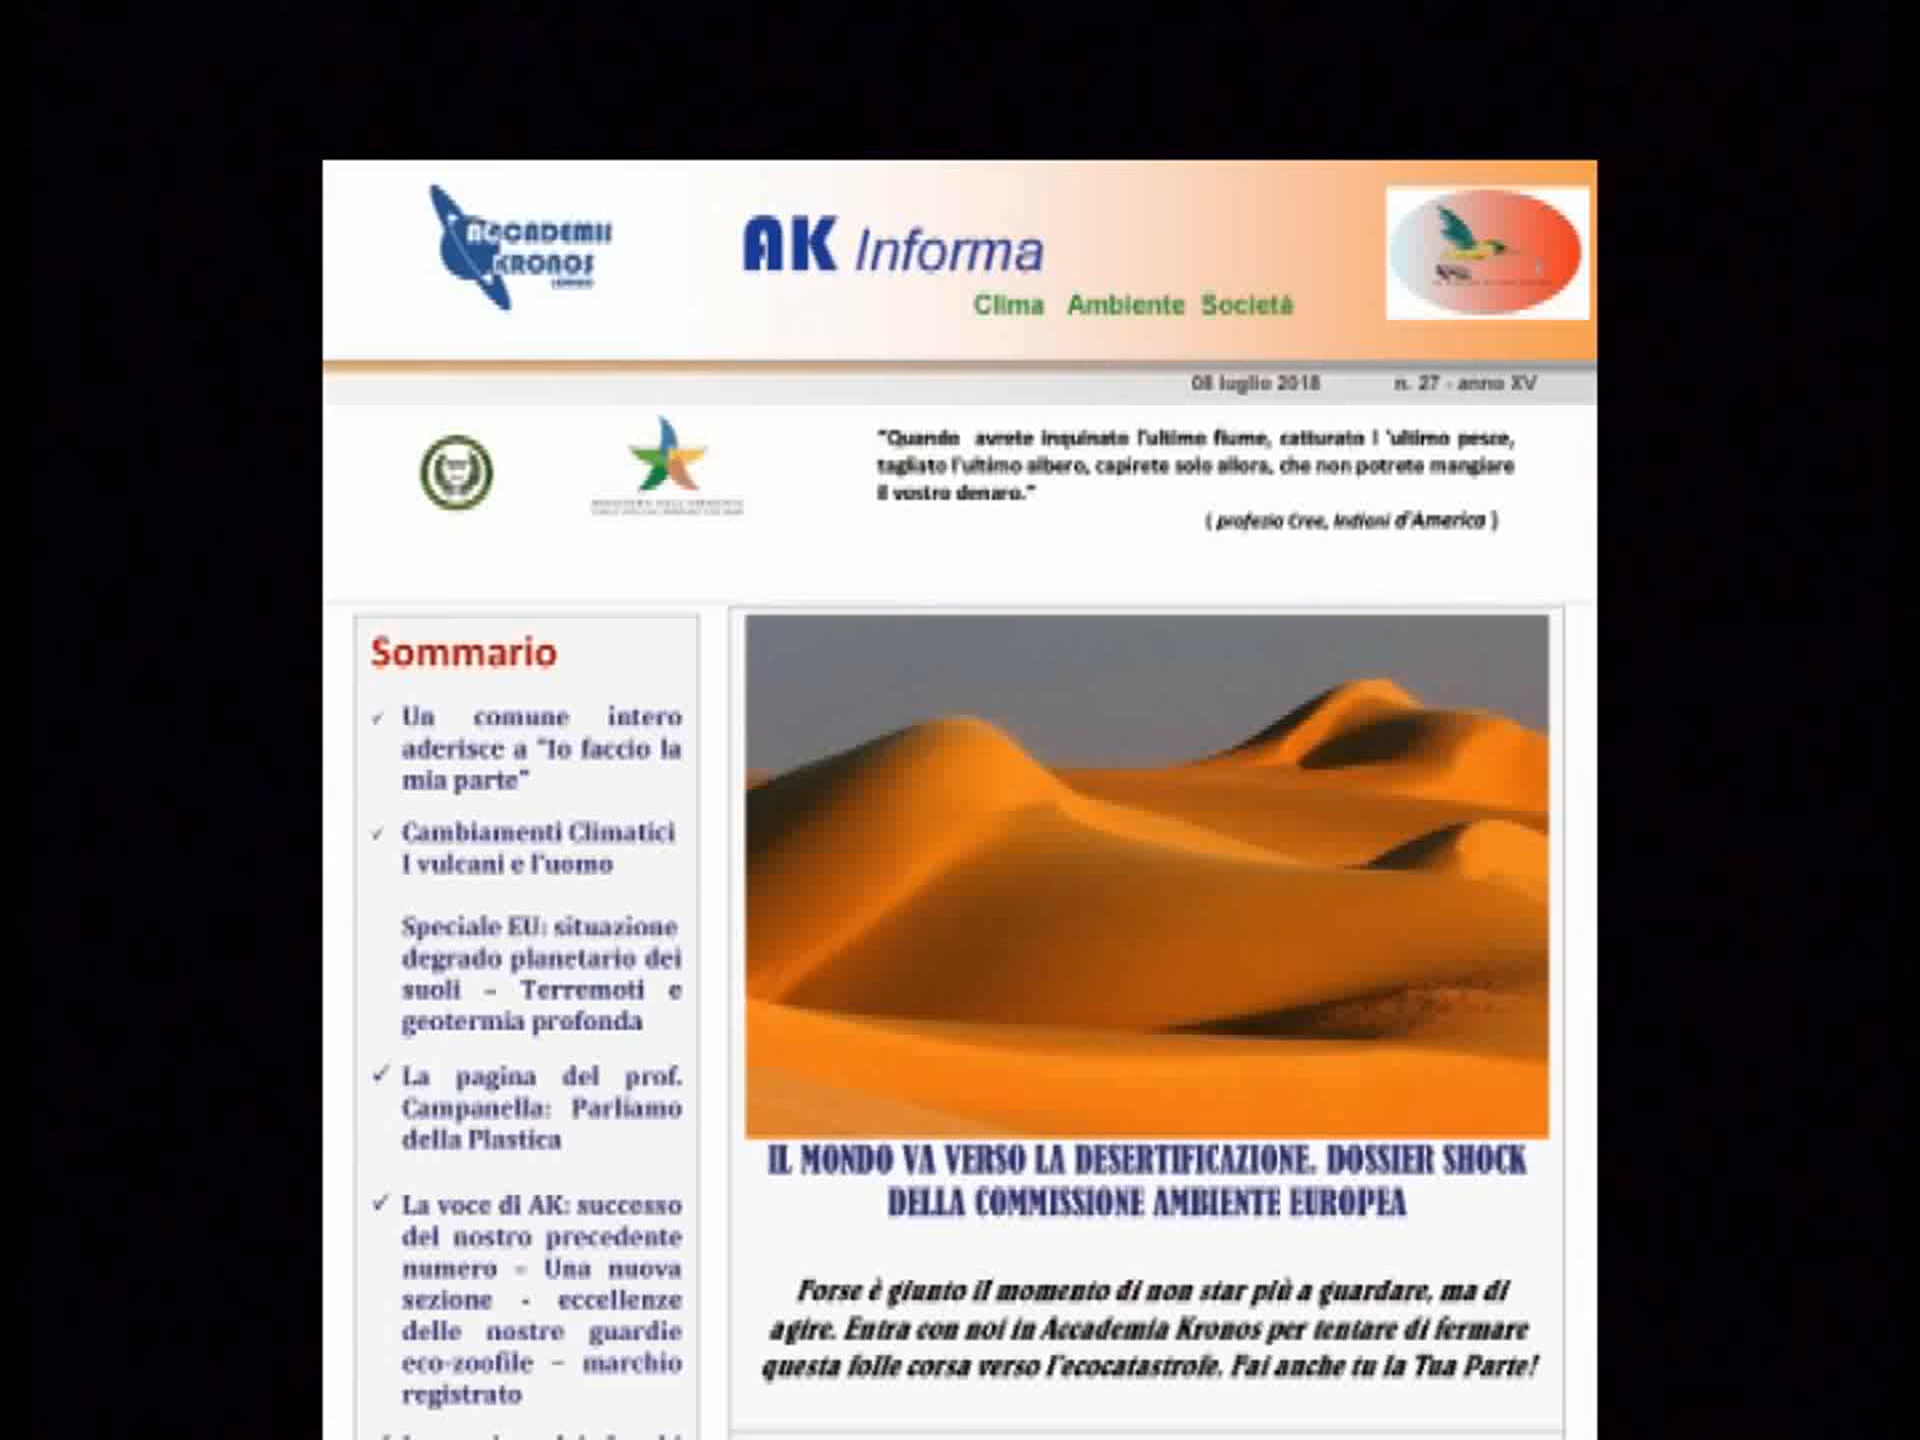 ACCADEMIA
KRONOS
AK Informa
Clima Ambiente Società
08 luglio 2018 n. 27 - anno XV
"Quando avrete inquinato l'ultimo fiume, catturato l 'ultimo pesce,
tagliato l'ultimo albero, capirete solo allora, che non potrete mangiare
il vostro denaro."
( profezia Cree, Indiani d'America )
Sommario
✓ Un comune intero
aderisce a "Io faccio la
mia parte"
✓ Cambiamenti Climatici
I vulcani e l'uomo
Speciale EU: situazione
degrado planetario dei
suoli – Terremoti e
geotermia profonda
✓ La pagina del prof.
Campanella: Parliamo
della Plastica
✓ La voce di AK: successo
del nostro precedente
numero – Una nuova
sezione - eccellenze
delle nostre guardie
eco-zoofile – marchio
registrato
IL MONDO VA VERSO LA DESERTIFICAZIONE. DOSSIER SHOCK
DELLA COMMISSIONE AMBIENTE EUROPEA
Forse è giunto il momento di non star più a guardare, ma di
agire. Entra con noi in Accademia Kronos per tentare di fermare
questa folle corsa verso l'ecocatastrofe. Fai anche tu la Tua Parte!